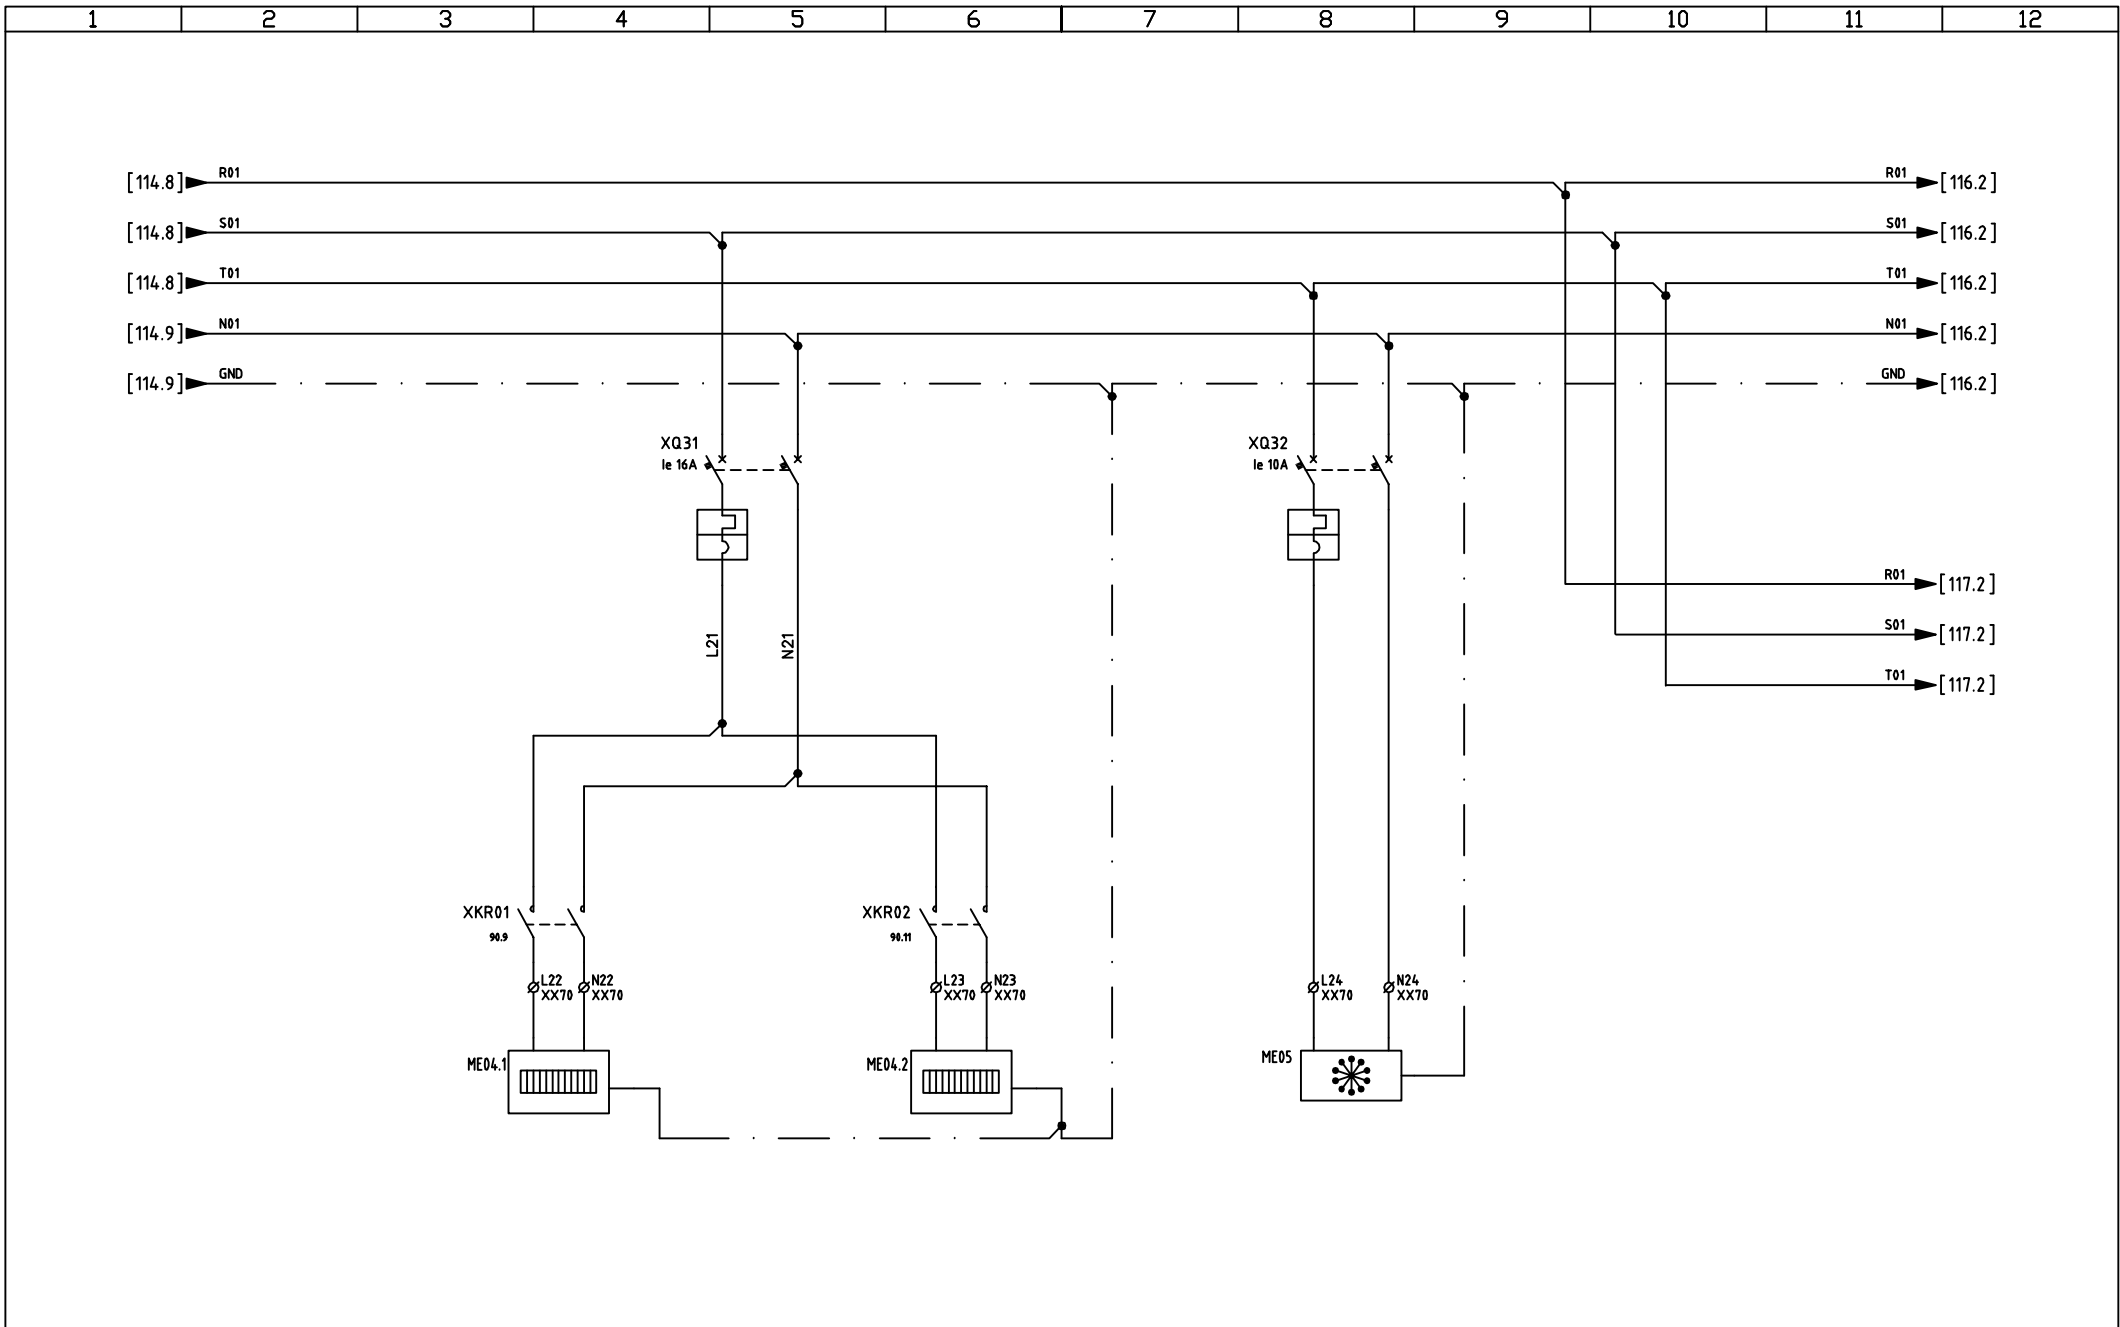 1 2 3 4 5 6 7 8 9 10 11 12
[114.8] R01 R01 [116.2]
[114.8] S01 S01 [116.2]
[114.8] T01 T01 [116.2]
[114.9] N01 N01 [116.2]
[114.9] GND GND [116.2]
XQ31 XQ32
Ie 16A Ie 10A
R01 [117.2]
L21 N21 S01 [117.2]
T01 [117.2]
XKR01 XKR02
90.9 90.11
L22 N22 L23 N23 L24 N24
XX70 XX70 XX70 XX70 XX70 XX70
ME04.1 ME04.2 ME05